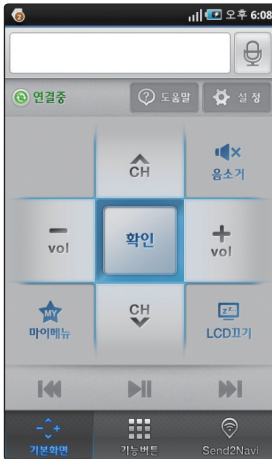 오후 6:08
연결중
도움말
설정
CH
음소거
vol
확인
vol
MY
마이메뉴
CH
LCD끄기
기본화면
기능버튼
Send2Navi